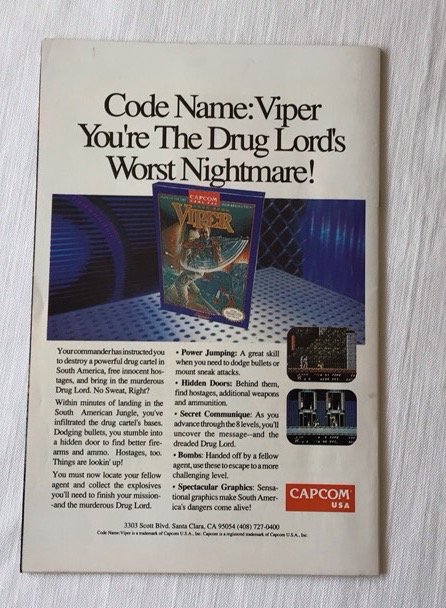 Code Name: Viper
You're The Drug Lord's
Worst Nightmare!
CAPCOM
VIPER
Your commander has instructed you
to destroy a powerful drug cartel in
South America, free innocent hos-
tages, and bring in the murderous
Drug Lord. No Sweat, Right?
Within minutes of landing in the
South American Jungle, you've
infiltrated the drug cartel's bases.
Dodging bullets, you stumble into
a hidden door to find better fire-
arms and ammo. Hostages, too.
Things are lookin' up!
You must now locate your fellow
agent and collect the explosives
you'll need to finish your mission-
-and the murderous Drug Lord.
• Power Jumping: A great skill
when you need to dodge bullets or
mount sneak attacks.
• Hidden Doors: Behind them,
find hostages, additional weapons
and ammunition.
• Secret Communique: As you
advance through the 8 levels, you'll
uncover the message—and the
dreaded Drug Lord.
• Bombs: Handed off by a fellow
agent, use these to escape to a more
challenging level.
• Spectacular Graphics: Sensa-
tional graphics make South Amer-
ica's dangers come alive!
CAPCOM
USA
3303 Scott Blvd. Santa Clara, CA 95054 (408) 727-0400
Code Name: Viper is a trademark of Capcom U.S.A., Inc. Capcom is a registered trademark of Capcom U.S.A., Inc.